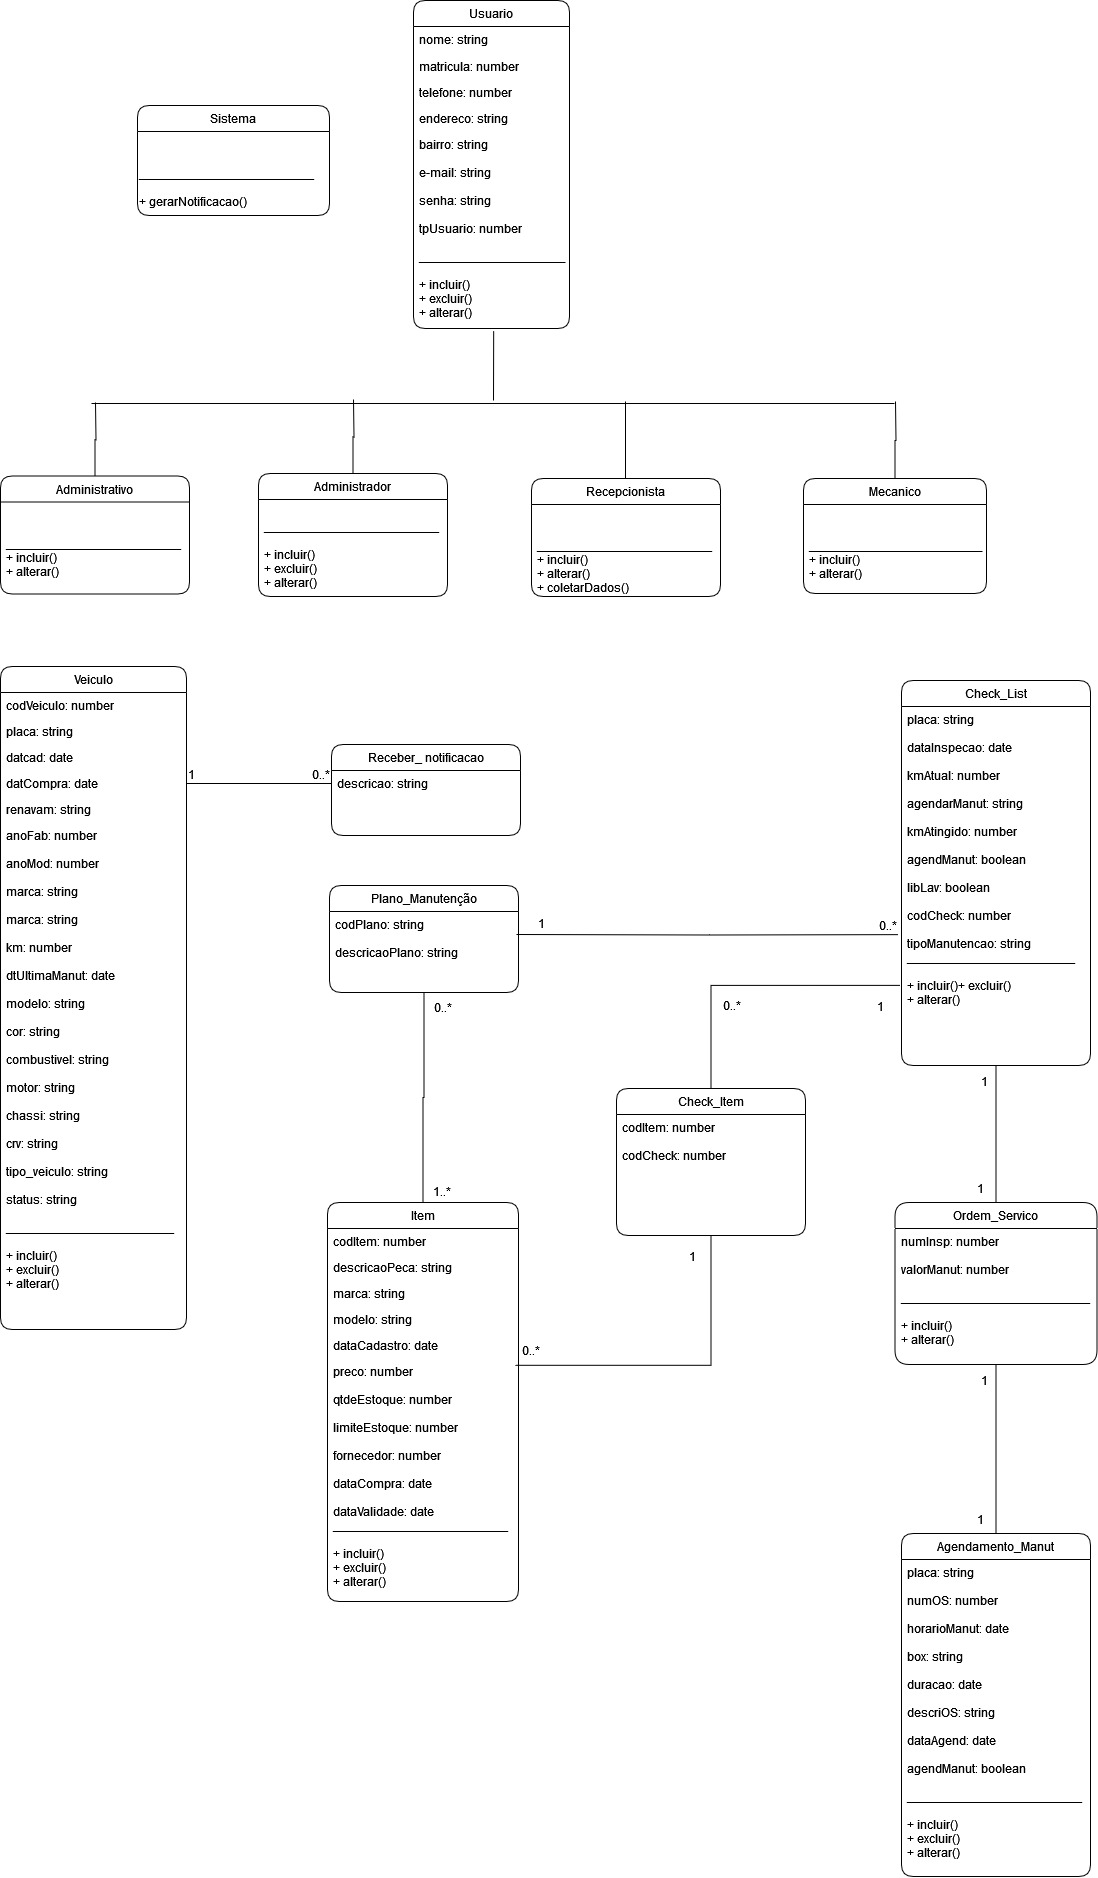 Usuario
nome: string
matricula: number
telefone: number
endereco: string
bairro: string
e-mail: string
senha: string
tpUsuario: number
+ incluir()
+ excluir()
+ alterar()
Sistema
+ gerarNotificacao()
Administrativo
+ incluir()
+ alterar()
Administrador
+ incluir()
+ excluir()
+ alterar()
Recepcionista
+ incluir()
+ alterar()
+ coletarDados()
Mecanico
+ incluir()
+ alterar()
Veiculo
codVeiculo: number
placa: string
datcad: date
datCompra: date
renavam: string
anoFab: number
anoMod: number
marca: string
marca: string
km: number
dtUltimaManut: date
modelo: string
cor: string
combustivel: string
motor: string
chassi: string
crv: string
tipo_veiculo: string
status: string
+ incluir()
+ excluir()
+ alterar()
1
0..*
Receber_ notificacao
descricao: string
Plano_Manutenção
codPlano: string
descricaoPlano: string
1
0..*
0..*
1..*
Check_List
placa: string
dataInspecao: date
kmAtual: number
agendarManut: string
kmAtingido: number
agendManut: boolean
libLav: boolean
codCheck: number
tipoManutencao: string
+ incluir()+ excluir()
+ alterar()
0..*
1
Check_Item
codItem: number
codCheck: number
1
0..*
Item
codItem: number
descricaoPeca: string
marca: string
modelo: string
dataCadastro: date
preco: number
qtdeEstoque: number
limiteEstoque: number
fornecedor: number
dataCompra: date
dataValidade: date
+ incluir()
+ excluir()
+ alterar()
1
1
Ordem_Servico
numInsp: number
valorManut: number
+ incluir()
+ alterar()
1
1
Agendamento_Manut
placa: string
numOS: number
horarioManut: date
box: string
duracao: date
descriOS: string
dataAgend: date
agendManut: boolean
+ incluir()
+ excluir()
+ alterar()